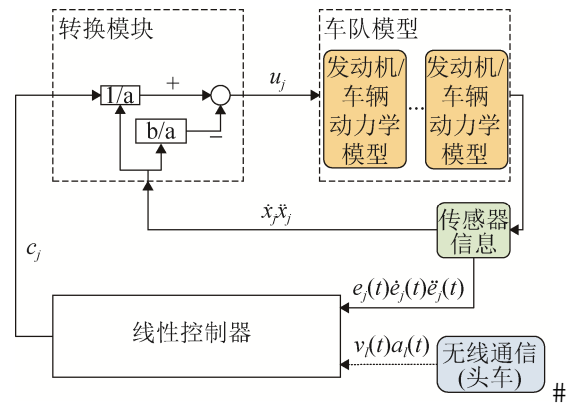 转换模块
车队模型
1/a
+
u_j
b/a
−
发动机/
车辆
动力学
模型
...
发动机/
车辆
动力学
模型
ẋ_jẍ_j
传感器
信息
c_j
e_j(t)ė_j(t)ë_j(t)
线性控制器
v_l(t)a_l(t)
无线通信
(头车)
#